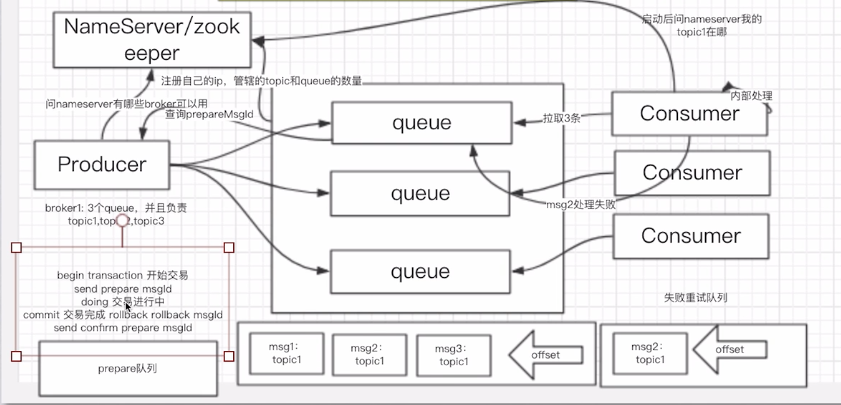 NameServer/zook
eeper
启动后问nameserver我的
topic1在哪
注册自己的ip，管辖的topic和queue的数量
内部处理
问nameserver有哪些broker可以用
查询prepareMsgId
queue
拉取3条
Consumer
Producer
queue
Consumer
msg2处理失败
broker1: 3个queue，并且负责
topic1,top 2,topic3
queue
Consumer
begin transaction 开始交易
send prepare msgId
doing 交易进行中
commit 交易完成 rollback rollback msgId
send confirm prepare msgId
失败重试队列
prepare队列
msg1:
topic1
msg2:
topic1
msg3:
topic1
offset
msg2:
topic1
offset